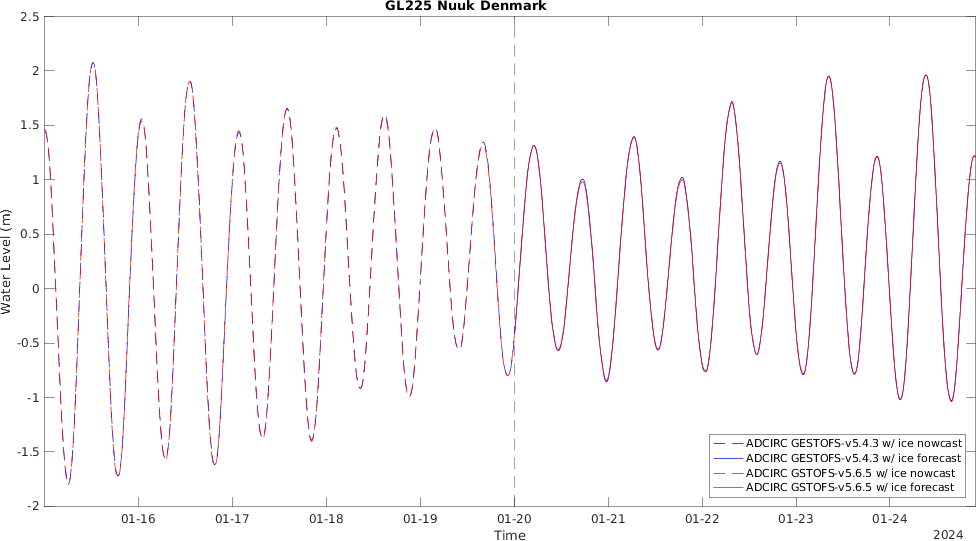 GL225 Nuuk Denmark
2.5
2
1.5
1
0.5
0
-0.5
-1
-1.5
-2
Water Level (m)
01-16
01-17
01-18
01-19
01-20
01-21
01-22
01-23
01-24
Time
2024
ADCIRC GESTOFS-v5.4.3 w/ ice nowcast
ADCIRC GESTOFS-v5.4.3 w/ ice forecast
ADCIRC GSTOFS-v5.6.5 w/ ice nowcast
ADCIRC GSTOFS-v5.6.5 w/ ice forecast